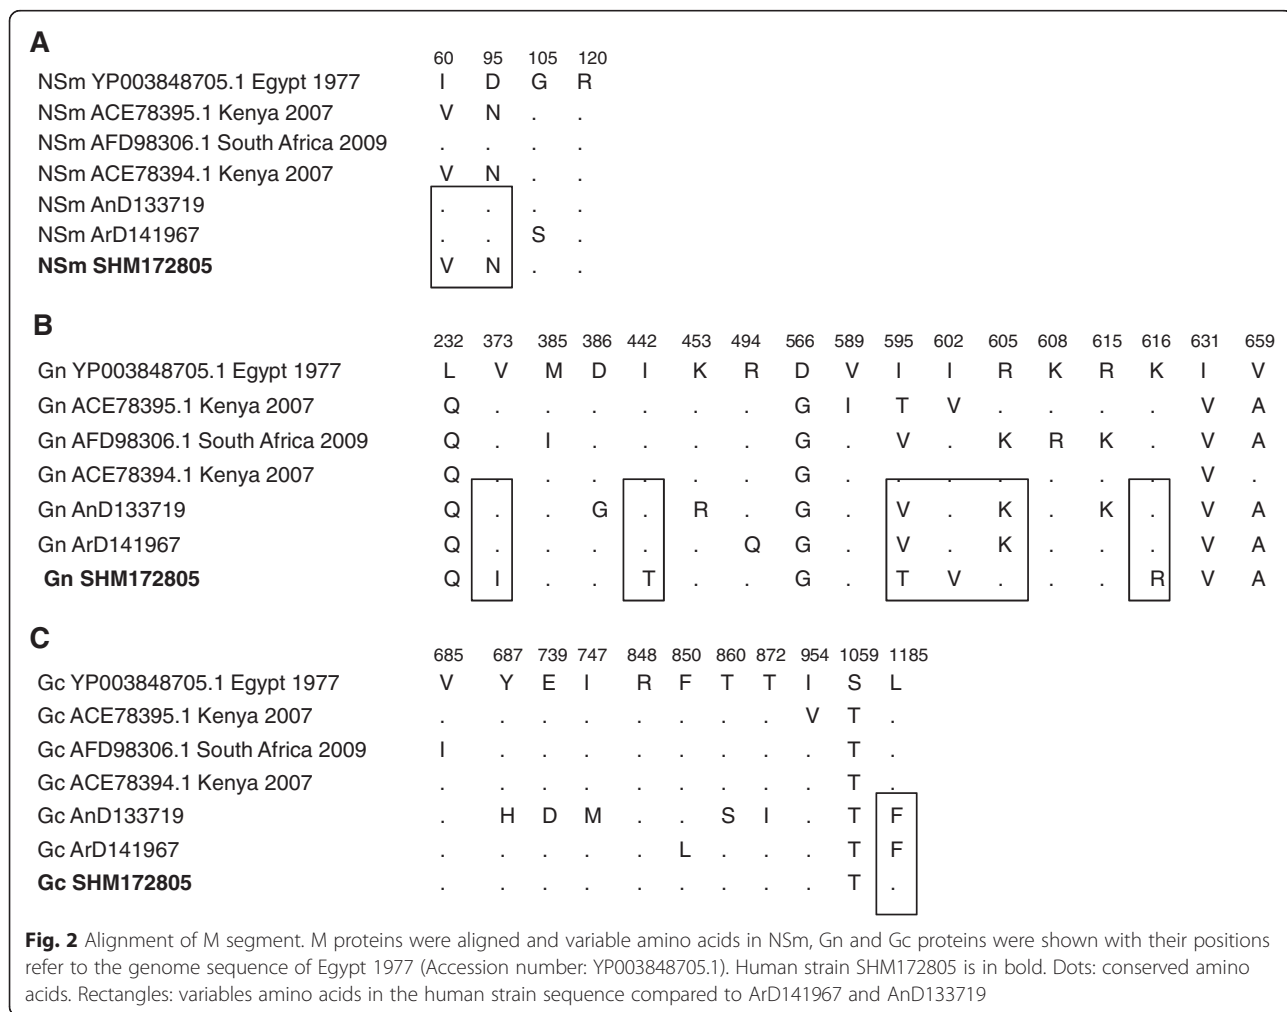 A
60 95 105 120
NSm YP003848705.1 Egypt 1977 I D G R
NSm ACE78395.1 Kenya 2007 V N . .
NSm AFD98306.1 South Africa 2009 . . . .
NSm ACE78394.1 Kenya 2007 V N . .
NSm AnD133719 . . . .
NSm ArD141967 . . S .
NSm SHM172805 V N . .
B
232 373 385 386 442 453 494 566 589 595 602 605 608 615 616 631 659
Gn YP003848705.1 Egypt 1977 L V M D I K R D V I I R K R K I V
Gn ACE78395.1 Kenya 2007 Q . . . . . . G I T V . . . . V A
Gn AFD98306.1 South Africa 2009 Q . I . . . . G . V . K R K . V A
Gn ACE78394.1 Kenya 2007 Q . . . . . . G . . . . . . . V .
Gn AnD133719 Q . . G . R . G . V . K . K . V A
Gn ArD141967 Q . . . . . Q G . V . K . . . V A
Gn SHM172805 Q I . . T . . G . T V . . . R V A
C
685 687 739 747 848 850 860 872 954 1059 1185
Gc YP003848705.1 Egypt 1977 V Y E I R F T T I S L
Gc ACE78395.1 Kenya 2007 . . . . . . . . V T .
Gc AFD98306.1 South Africa 2009 I . . . . . . . . T .
Gc ACE78394.1 Kenya 2007 . . . . . . . . . T .
Gc AnD133719 . H D M . . S I . T F
Gc ArD141967 . . . . . L . . . T F
Gc SHM172805 . . . . . . . . . T .
Fig. 2 Alignment of M segment. M proteins were aligned and variable amino acids in NSm, Gn and Gc proteins were shown with their positions
refer to the genome sequence of Egypt 1977 (Accession number: YP003848705.1). Human strain SHM172805 is in bold. Dots: conserved amino
acids. Rectangles: variables amino acids in the human strain sequence compared to ArD141967 and AnD133719